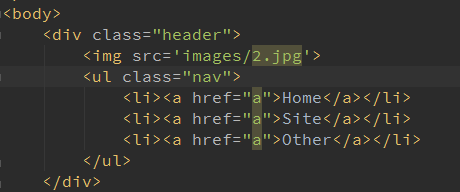 <body>
<div class="header">
<img src='images/2.jpg'>
<ul class="nav">
<li><a href="a">Home</a></li>
<li><a href="a">Site</a></li>
<li><a href="a">Other</a></li>
</ul>
</div>